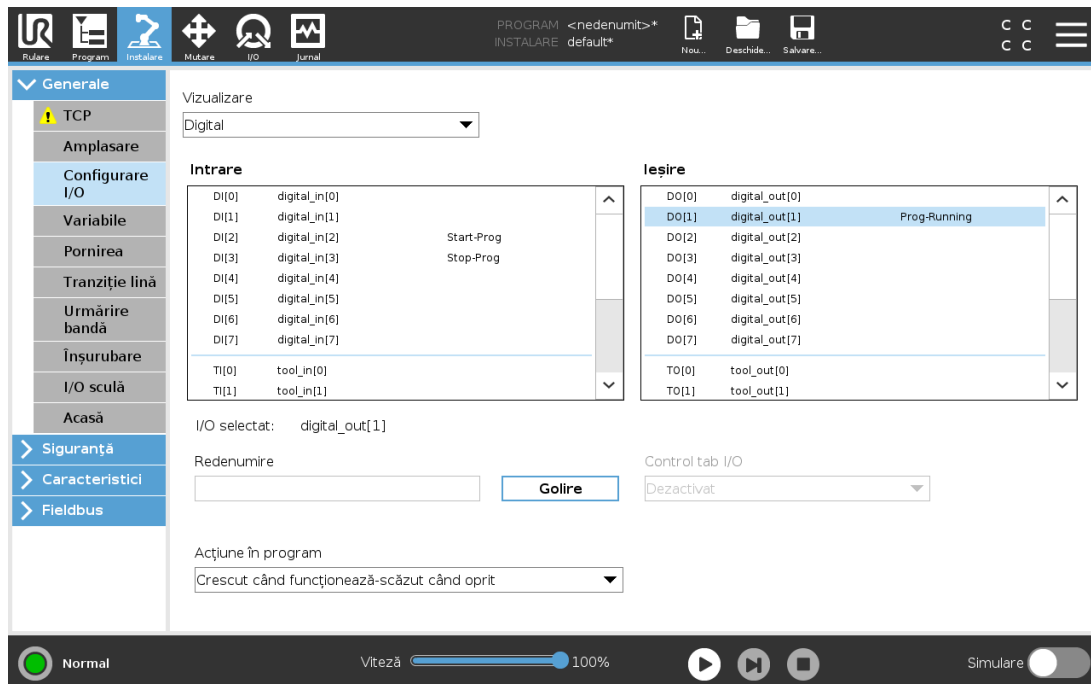 PROGRAM <nedenumit>*
INSTALARE default*
C C
C C
Rulare Program Instalare Mutare I/O Jurnal Nou... Deschide... Salvare...
Generale
TCP
Amplasare
Configurare
I/O
Variabile
Pornirea
Tranziție lină
Urmărire
bandă
Înșurubare
I/O sculă
Acasă
Siguranță
Caracteristici
Fieldbus
Vizualizare
Digital
Intrare
DI[0] digital_in[0]
DI[1] digital_in[1]
DI[2] digital_in[2] Start-Prog
DI[3] digital_in[3] Stop-Prog
DI[4] digital_in[4]
DI[5] digital_in[5]
DI[6] digital_in[6]
DI[7] digital_in[7]
TI[0] tool_in[0]
TI[1] tool_in[1]
Ieșire
DO[0] digital_out[0]
DO[1] digital_out[1] Prog-Running
DO[2] digital_out[2]
DO[3] digital_out[3]
DO[4] digital_out[4]
DO[5] digital_out[5]
DO[6] digital_out[6]
DO[7] digital_out[7]
TO[0] tool_out[0]
TO[1] tool_out[1]
I/O selectat: digital_out[1]
Redenumire
Golire
Control tab I/O
Dezactivat
Acțiune în program
Crescut când funcționează-scăzut când oprit
Normal
Viteză 100%
Simulare